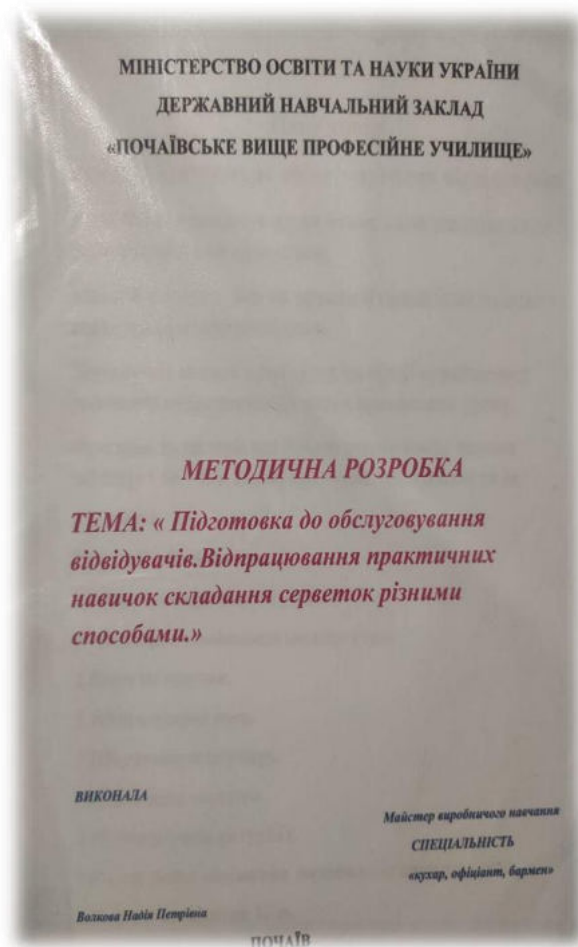 МІНІСТЕРСТВО ОСВІТИ ТА НАУКИ УКРАЇНИ
ДЕРЖАВНИЙ НАВЧАЛЬНИЙ ЗАКЛАД
«ПОЧАЇВСЬКЕ ВИЩЕ ПРОФЕСІЙНЕ УЧИЛИЩЕ»
МЕТОДИЧНА РОЗРОБКА
ТЕМА: « Підготовка до обслуговування
відвідувачів.Відпрацювання практичних
навичок складання серветок різними
способами.»
ВИКОНАЛА
Майстер виробничого навчання
СПЕЦІАЛЬНІСТЬ
«кухар, офіціант, бармен»
Волкова Надія Петрівна
ПОЧАЇВ